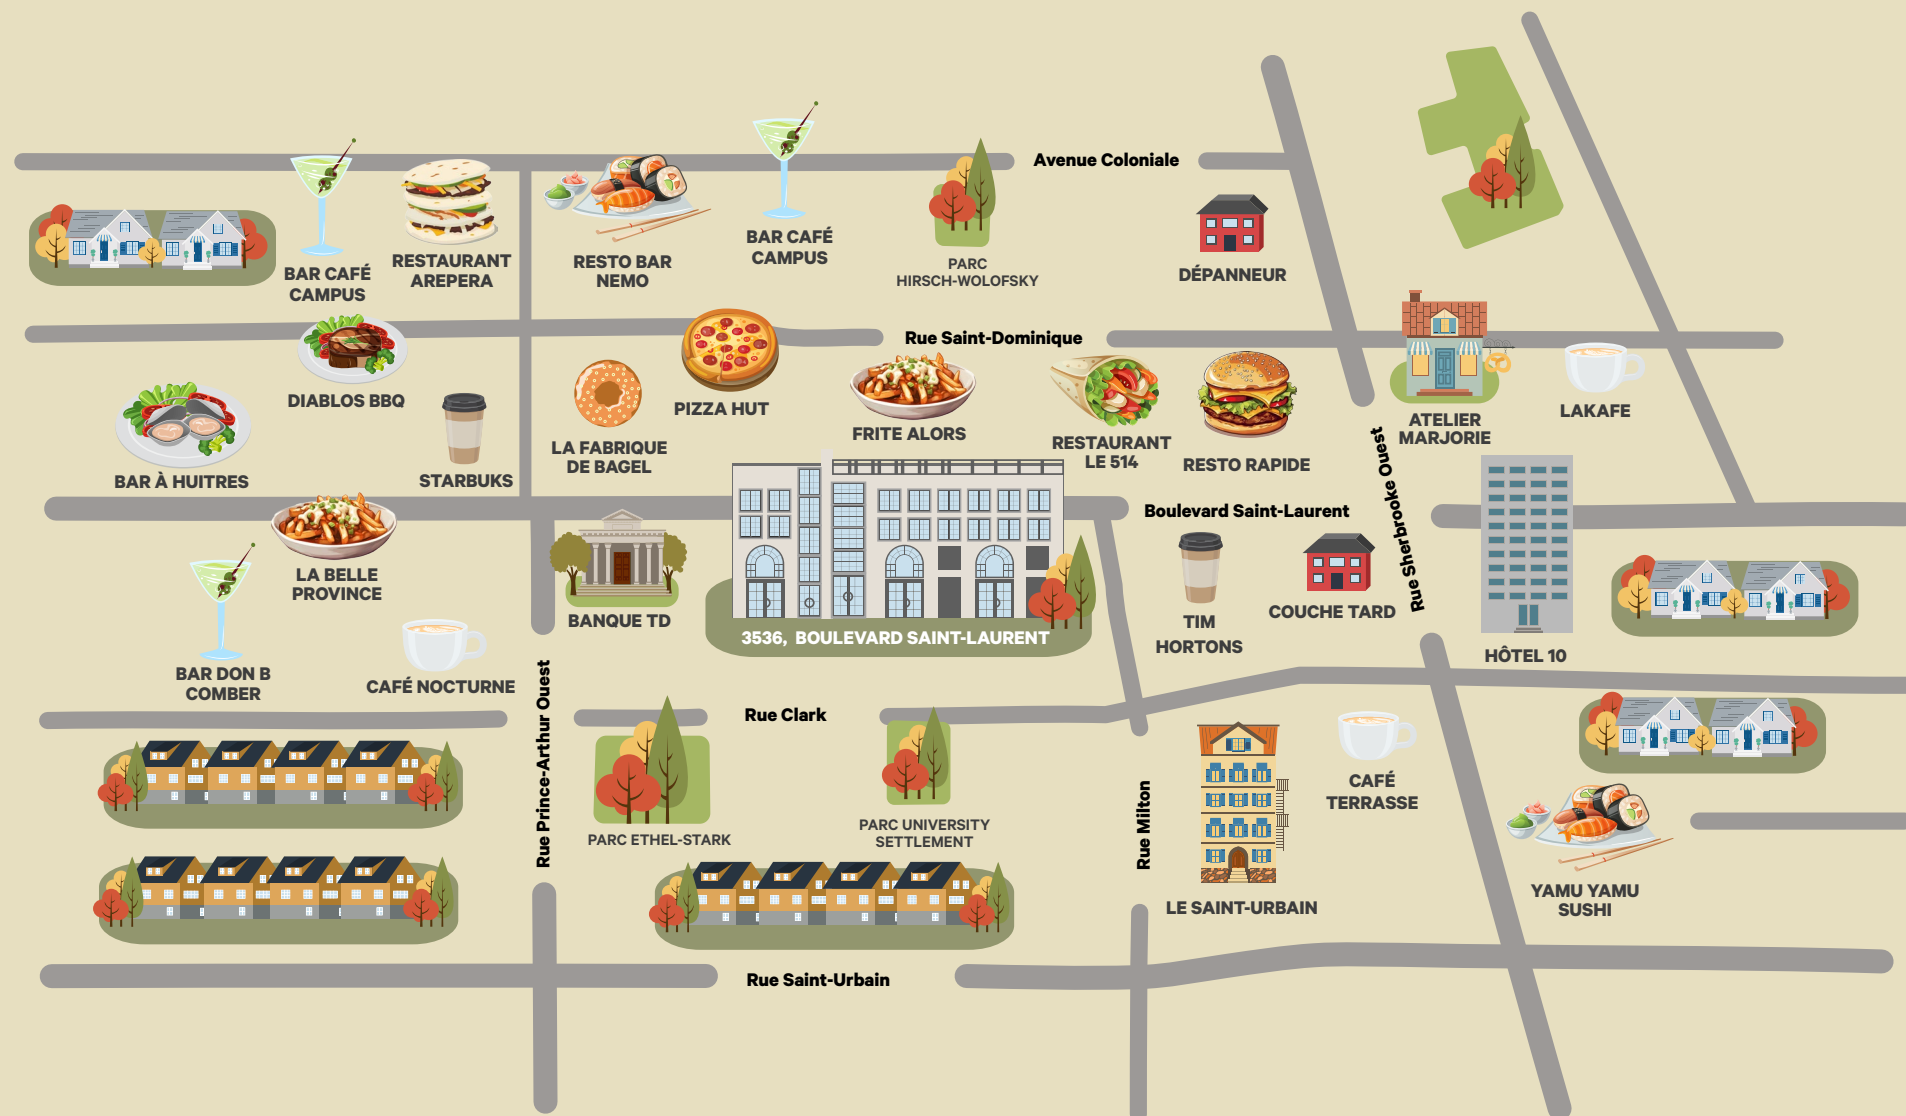 Avenue Coloniale
BAR CAFÉ
CAMPUS
RESTAURANT
AREPERA
RESTO BAR
NEMO
BAR CAFÉ
CAMPUS
PARC
HIRSCH-WOLOFSKY
DÉPANNEUR
Rue Saint-Dominique
DIABLOS BBQ
PIZZA HUT
FRITE ALORS
RESTAURANT
LE 514
RESTO RAPIDE
ATELIER
MARJORIE
LAKAFE
BAR À HUITRES
STARBUKS
LA FABRIQUE
DE BAGEL
Boulevard Saint-Laurent
Rue Sherbrooke Ouest
LA BELLE
PROVINCE
BANQUE TD
3536, BOULEVARD SAINT-LAURENT
TIM
HORTONS
COUCHE TARD
HÔTEL 10
BAR DON B
COMBER
CAFÉ NOCTURNE
Rue Prince-Arthur Ouest
Rue Clark
PARC ETHEL-STARK
PARC UNIVERSITY
SETTLEMENT
Rue Milton
CAFÉ
TERRASSE
LE SAINT-URBAIN
YAMU YAMU
SUSHI
Rue Saint-Urbain